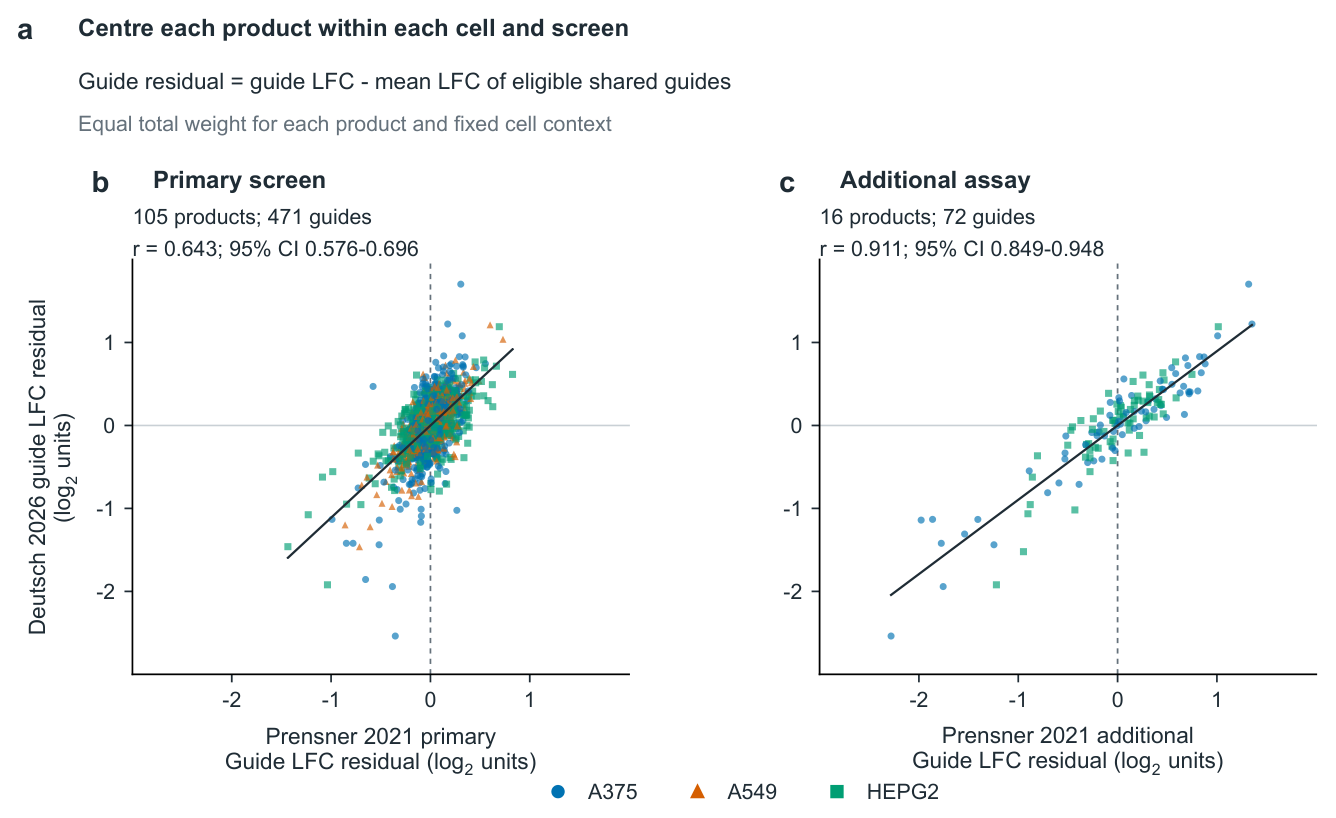 a
Centre each product within each cell and screen
Guide residual = guide LFC - mean LFC of eligible shared guides
Equal total weight for each product and fixed cell context
b
Primary screen
105 products; 471 guides
r = 0.643; 95% CI 0.576-0.696
Deutsch 2026 guide LFC residual
(log2 units)
1
0
-1
-2
-2
-1
0
1
Prensner 2021 primary
Guide LFC residual (log2 units)
c
Additional assay
16 products; 72 guides
r = 0.911; 95% CI 0.849-0.948
1
0
-1
-2
-2
-1
0
1
Prensner 2021 additional
Guide LFC residual (log2 units)
A375
A549
HEPG2